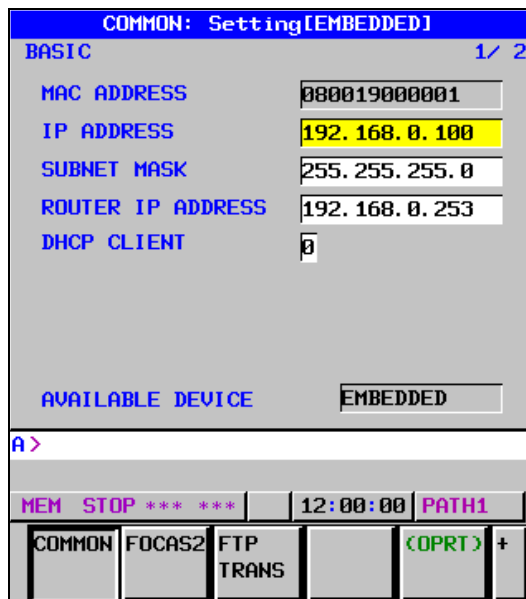 COMMON: Setting[EMBEDDED]
BASIC 1/ 2
MAC ADDRESS 080019000001
IP ADDRESS 192.168.0.100
SUBNET MASK 255.255.255.0
ROUTER IP ADDRESS 192.168.0.253
DHCP CLIENT 0
AVAILABLE DEVICE EMBEDDED
A>
MEM STOP *** *** 12:00:00 PATH1
COMMON FOCAS2 FTP (OPRT) +
TRANS